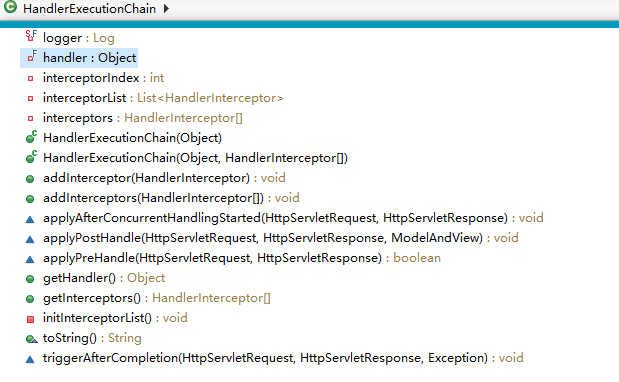 HandlerExecutionChain
logger : Log
handler : Object
interceptorIndex : int
interceptorList : List<HandlerInterceptor>
interceptors : HandlerInterceptor[]
HandlerExecutionChain(Object)
HandlerExecutionChain(Object, HandlerInterceptor[])
addInterceptor(HandlerInterceptor) : void
addInterceptors(HandlerInterceptor[]) : void
applyAfterConcurrentHandlingStarted(HttpServletRequest, HttpServletResponse) : void
applyPostHandle(HttpServletRequest, HttpServletResponse, ModelAndView) : void
applyPreHandle(HttpServletRequest, HttpServletResponse) : boolean
getHandler() : Object
getInterceptors() : HandlerInterceptor[]
initInterceptorList() : void
toString() : String
triggerAfterCompletion(HttpServletRequest, HttpServletResponse, Exception) : void